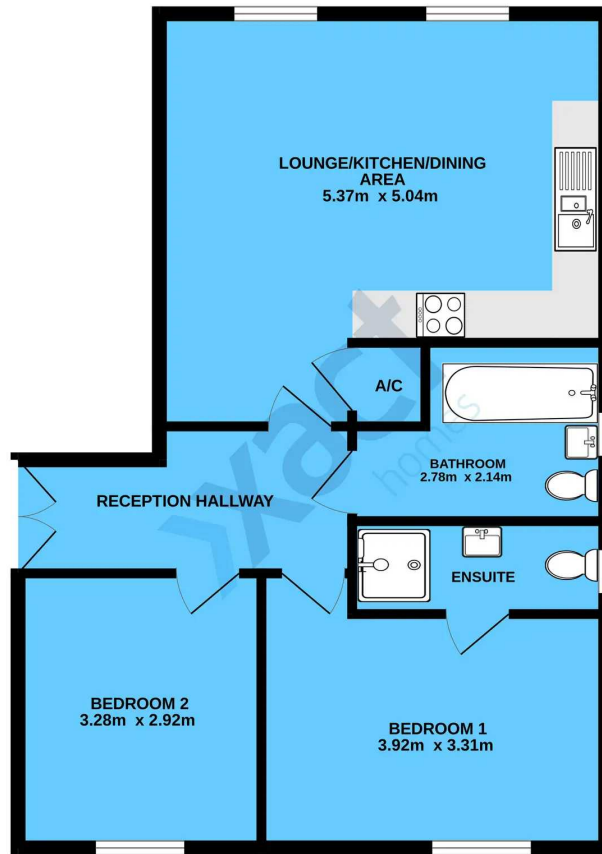 LOUNGE/KITCHEN/DINING
AREA
5.37m x 5.04m
A/C
BATHROOM
2.78m x 2.14m
RECEPTION HALLWAY
ENSUITE
BEDROOM 2
3.28m x 2.92m
BEDROOM 1
3.92m x 3.31m
xact
homes